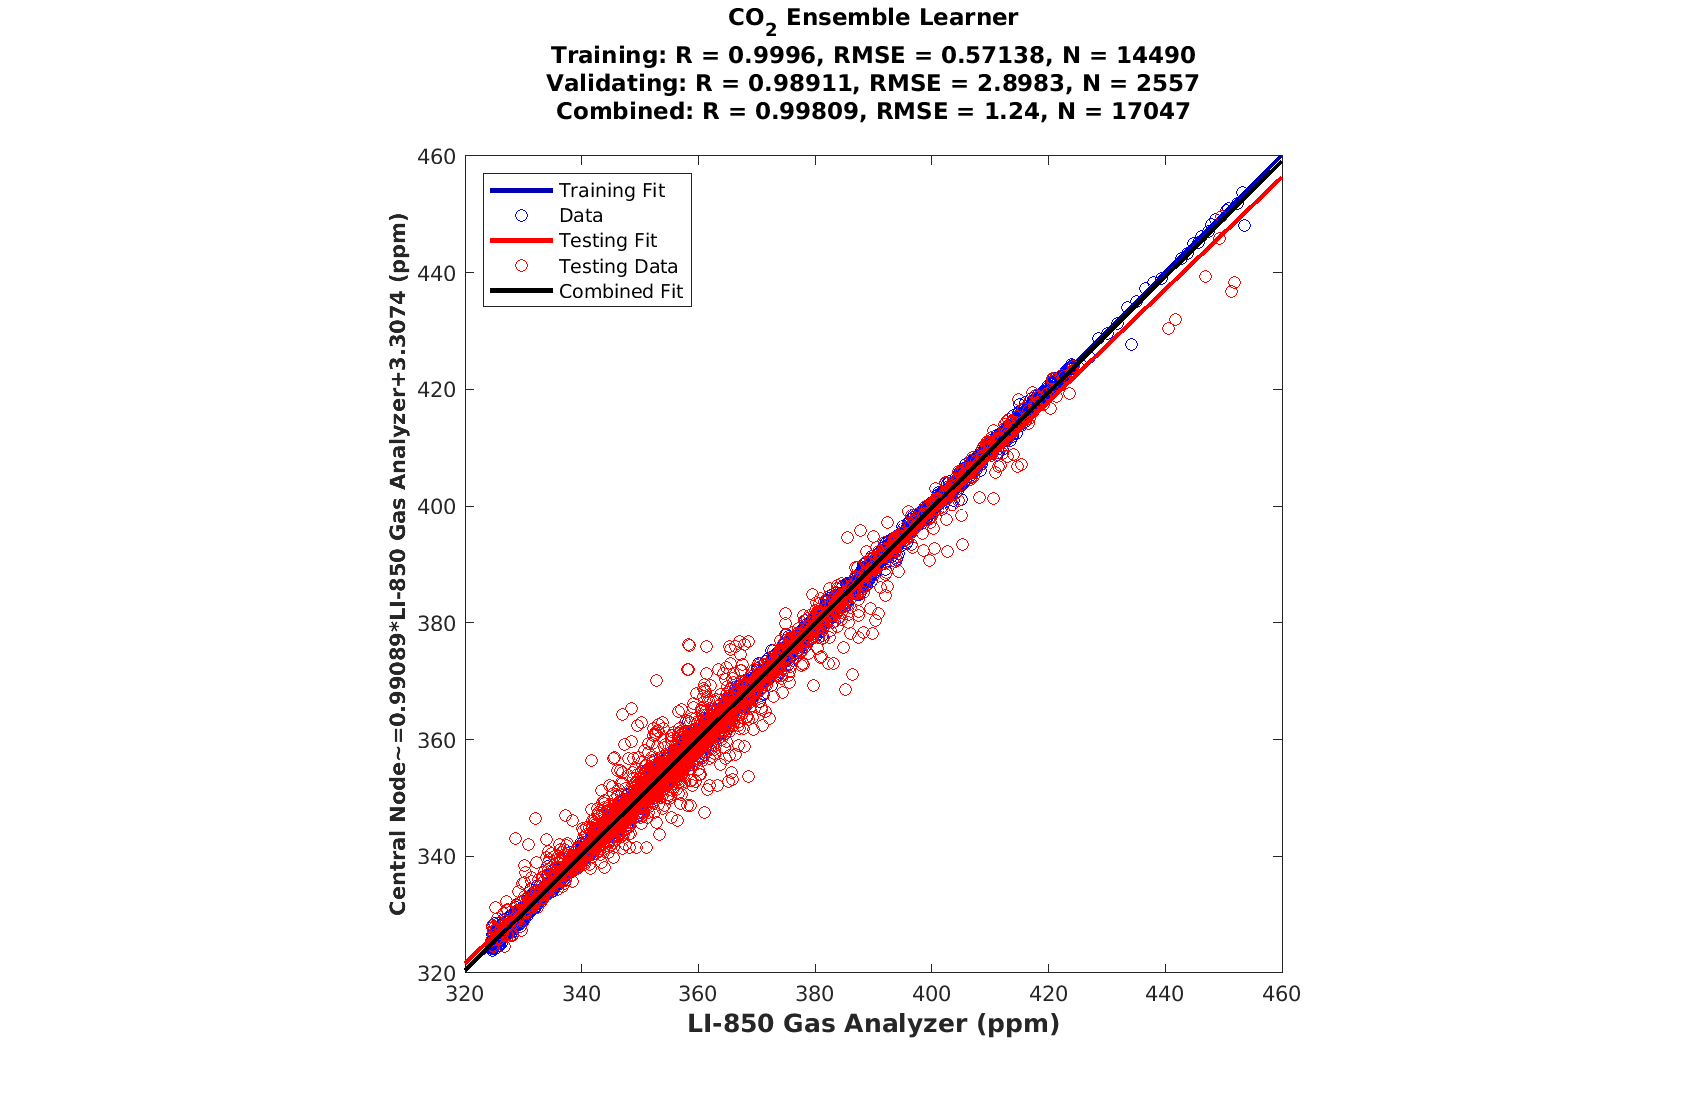 CO2 Ensemble Learner
Training: R = 0.9996, RMSE = 0.57138, N = 14490
Validating: R = 0.98911, RMSE = 2.8983, N = 2557
Combined: R = 0.99809, RMSE = 1.24, N = 17047
Central Node~=0.99089*LI-850 Gas Analyzer+3.3074 (ppm)
460
440
420
400
380
360
340
320
Training Fit
Data
Testing Fit
Testing Data
Combined Fit
320 340 360 380 400 420 440 460
LI-850 Gas Analyzer (ppm)